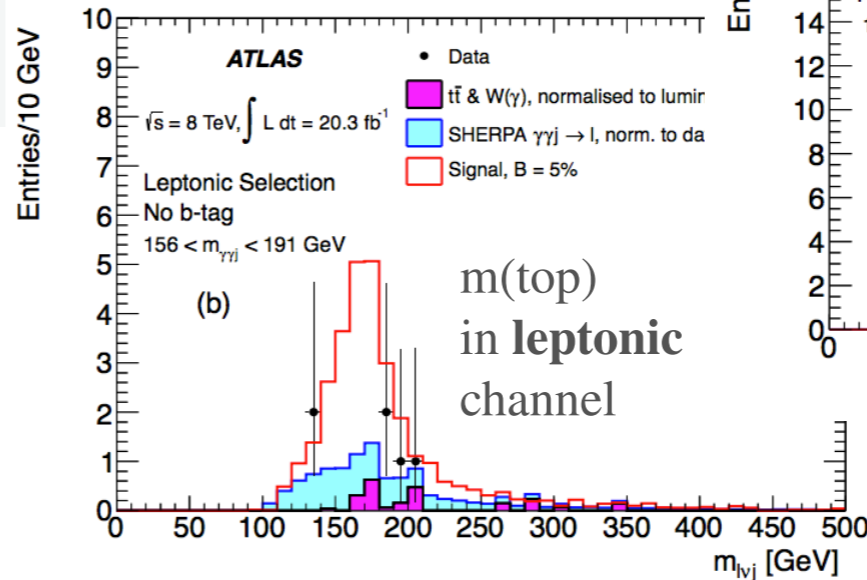 Entries/10 GeV
10
9
8
7
6
5
4
3
2
1
0
ATLAS
√s = 8 TeV, ∫ L dt = 20.3 fb⁻¹
Leptonic Selection
No b-tag
156 < mγγj < 191 GeV
(b)
Data
tt̄ & W(γ), normalised to lumin
SHERPA γγj → l, norm. to da
Signal, B = 5%
m(top)
in leptonic
channel
0 50 100 150 200 250 300 350 400 450 500
mlνj [GeV]
En
14
12
10
8
6
4
2
0
0